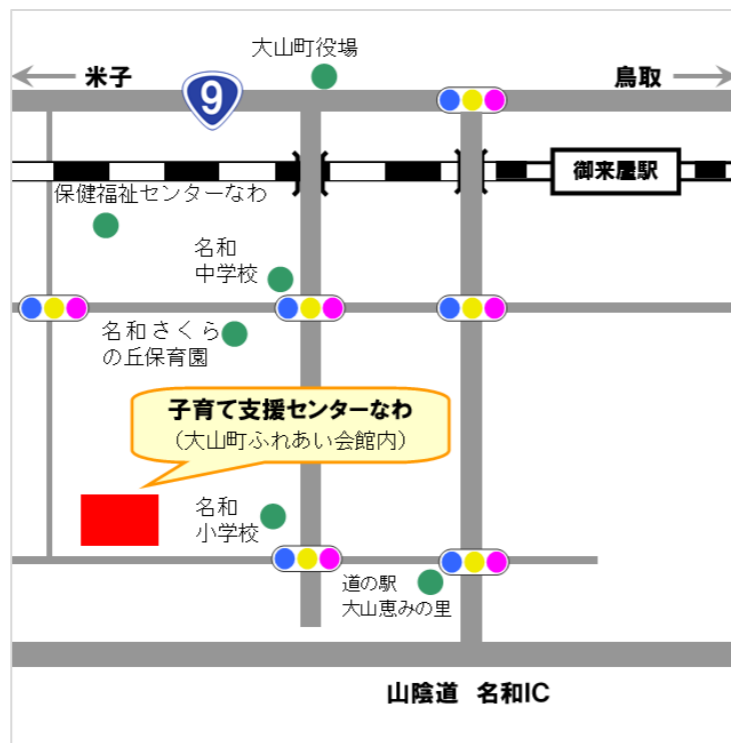 大山町役場
米子
9
鳥取
御来屋駅
保健福祉センターなわ
名和
中学校
名和さくら
の丘保育園
子育て支援センターなわ
（大山町ふれあい会館内）
名和
小学校
道の駅
大山恵みの里
山陰道 名和IC